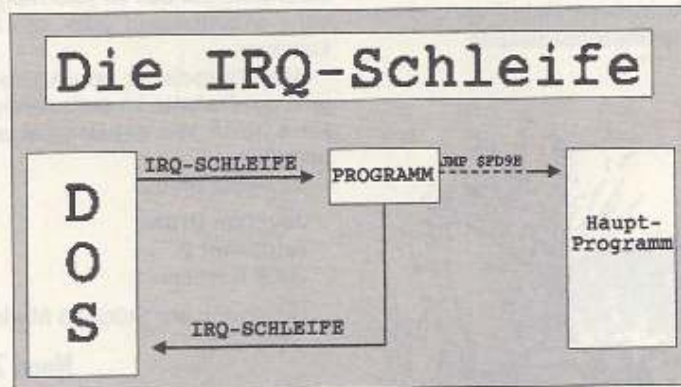 Die IRQ-Schleife
IRQ-SCHLEIFE
PROGRAMM
JMP $FD9E
D
O
S
Haupt-
Programm
IRQ-SCHLEIFE